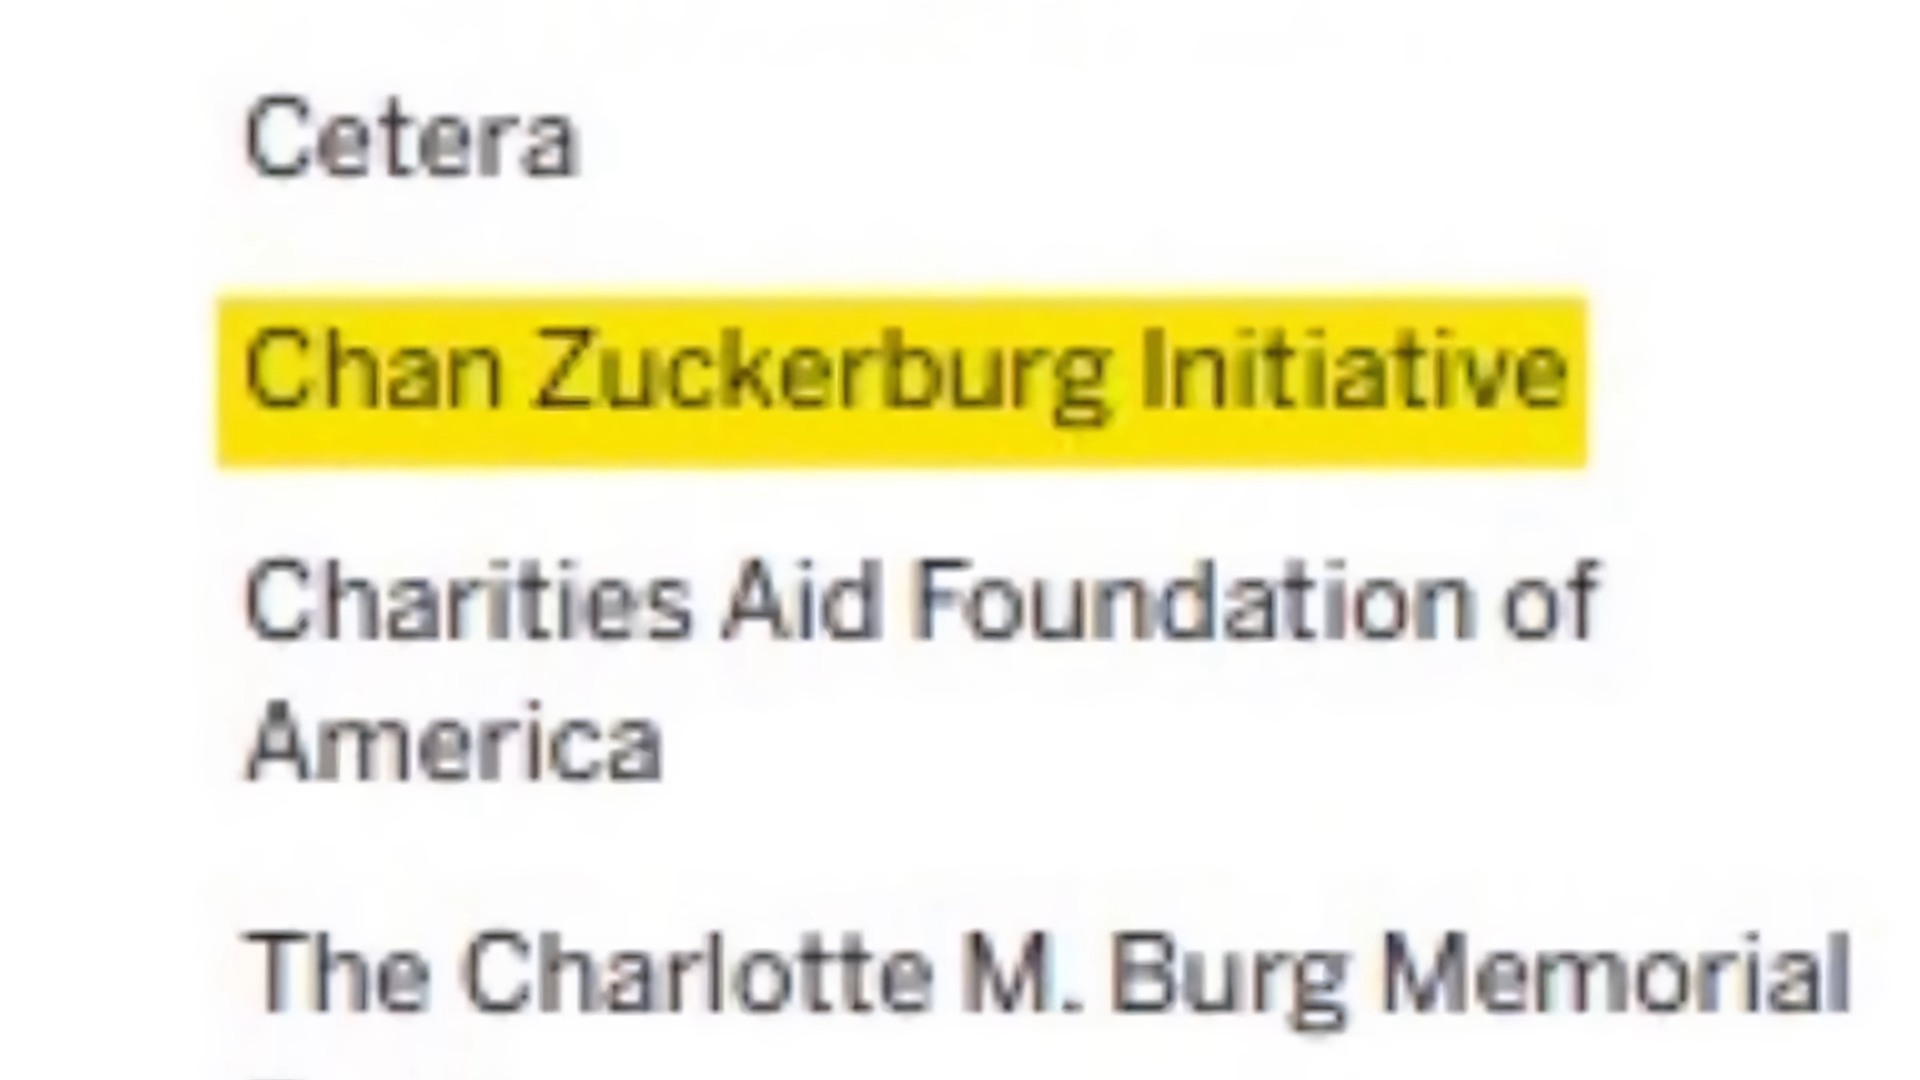 Cetera
Chan Zuckerburg Initiative
Charities Aid Foundation of
America
The Charlotte M. Burg Memorial